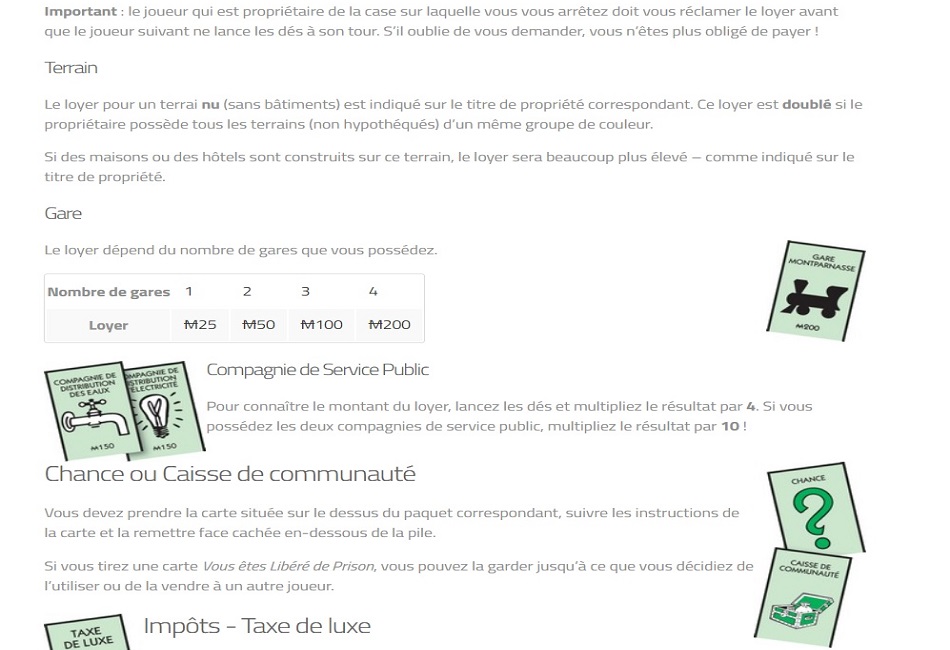 Important : le joueur qui est propriétaire de la case sur laquelle vous vous arrêtez doit vous réclamer le loyer avant
que le joueur suivant ne lance les dés à son tour. S’il oublie de vous demander, vous n’êtes plus obligé de payer !
Terrain
Le loyer pour un terrai nu (sans bâtiments) est indiqué sur le titre de propriété correspondant. Ce loyer est doublé si le
propriétaire possède tous les terrains (non hypothéqués) d’un même groupe de couleur.
Si des maisons ou des hôtels sont construits sur ce terrain, le loyer sera beaucoup plus élevé – comme indiqué sur le
titre de propriété.
Gare
Le loyer dépend du nombre de gares que vous possédez.
Nombre de gares 1 2 3 4
Loyer M25 M50 M100 M200
GARE
MONTPARNASSE
M200
COMPAGNIE DE
DISTRIBUTION
DES EAUX
M150
COMPAGNIE DE
DISTRIBUTION
D'ÉLECTRICITÉ
M150
Compagnie de Service Public
Pour connaître le montant du loyer, lancez les dés et multipliez le résultat par 4. Si vous
possédez les deux compagnies de service public, multipliez le résultat par 10 !
Chance ou Caisse de communauté
Vous devez prendre la carte située sur le dessus du paquet correspondant, suivre les instructions de
la carte et la remettre face cachée en-dessous de la pile.
Si vous tirez une carte Vous êtes Libéré de Prison, vous pouvez la garder jusqu’à ce que vous décidiez de
l’utiliser ou de la vendre à un autre joueur.
CHANCE
?
CAISSE DE
COMMUNAUTÉ
TAXE
DE LUXE
Impôts - Taxe de luxe